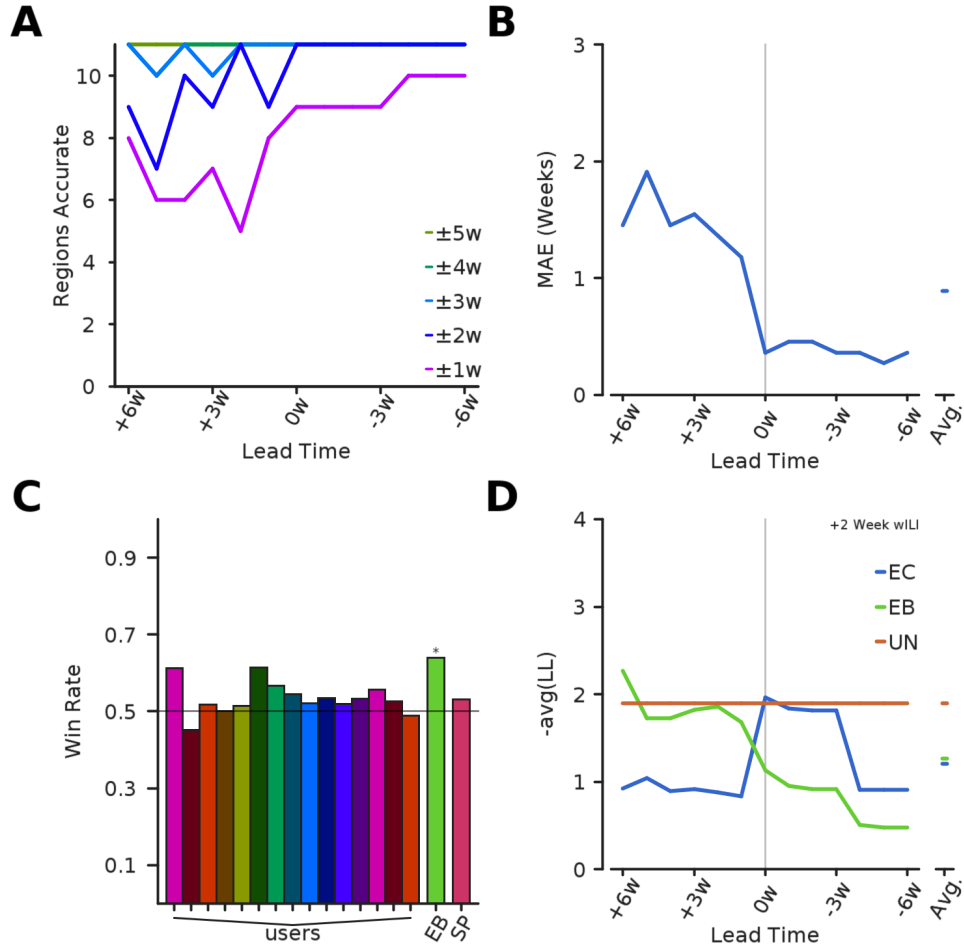 A
Regions Accurate
10
8
6
4
2
0
±5w
±4w
±3w
±2w
±1w
+6w
+3w
0w
-3w
-6w
Lead Time
B
MAE (Weeks)
3
2
1
0
+6w
+3w
0w
-3w
-6w
Avg.
Lead Time
C
Win Rate
0.9
0.7
0.5
0.3
0.1
*
users
EB
SP
D
-avg(LL)
4
3
2
1
0
+2 Week wILI
EC
EB
UN
+6w
+3w
0w
-3w
-6w
Avg.
Lead Time